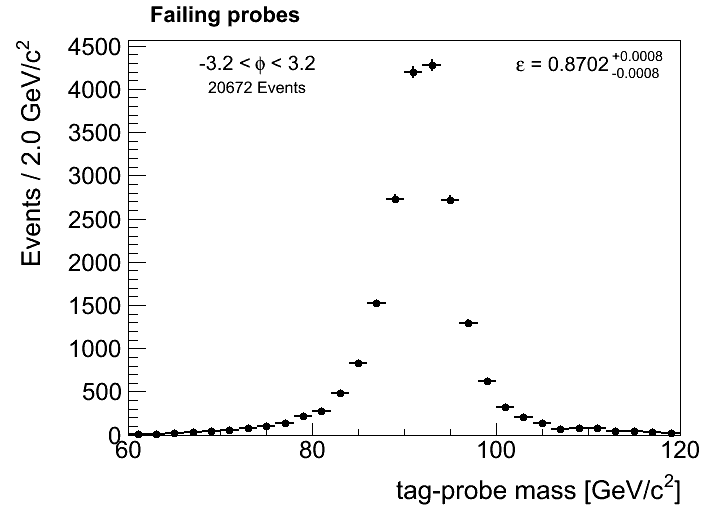 Failing probes
-3.2 < ϕ < 3.2
20672 Events
ε = 0.8702 +0.0008 -0.0008
Events / 2.0 GeV/c²
4500
4000
3500
3000
2500
2000
1500
1000
500
0
60 80 100 120
tag-probe mass [GeV/c²]